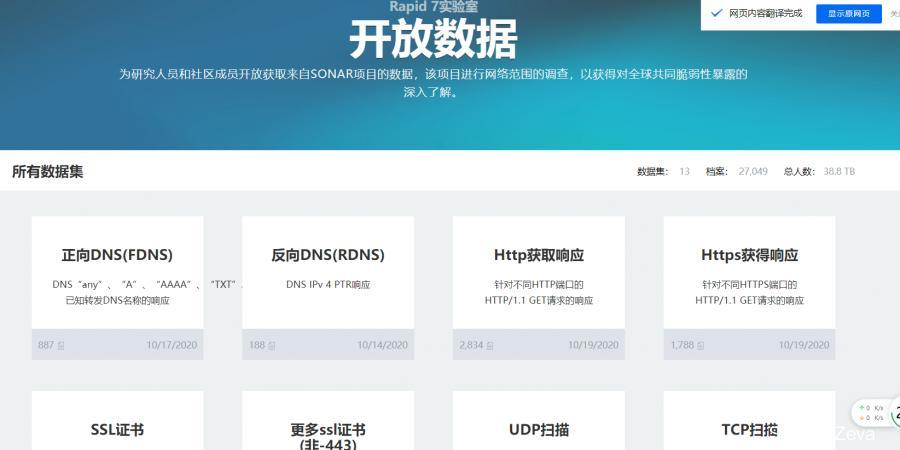 Rapid 7实验室
网页内容翻译完成
显示原网页
开放数据
为研究人员和社区成员开放获取来自SONAR项目的数据，该项目进行网络范围的调查，以获得对全球共同脆弱性暴露的
深入了解。
所有数据集
数据集: 13 档案: 27,049 总人数: 38.8 TB
正向DNS(FDNS)
DNS“any”、“A”、“AAAA”、“TXT”、
已知转发DNS名称的响应
887
10/17/2020
反向DNS(RDNS)
DNS IPv 4 PTR响应
188
10/14/2020
Http获取响应
针对不同HTTP端口的
HTTP/1.1 GET请求的响应
2,834
10/19/2020
Https获得响应
针对不同HTTPS端口的
HTTP/1.1 GET请求的响应
1,788
10/19/2020
SSL证书
更多ssl证书
(非-443)
UDP扫描
TCP扫描
0 K/s
0 K/s
Zeva